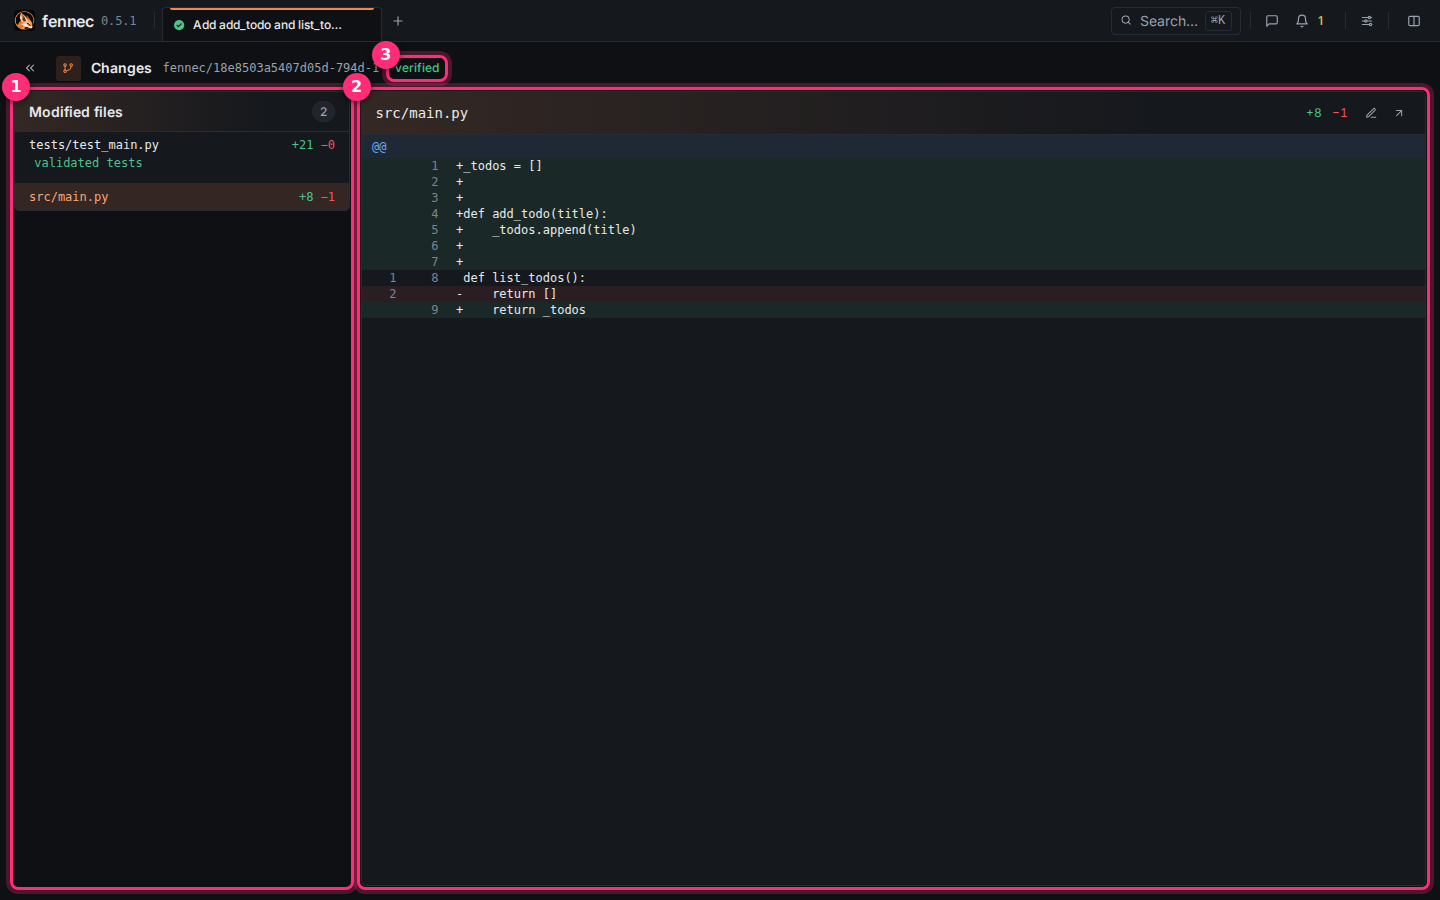 fennec 0.5.1
Add add_todo and list_to...
Search... ⌘K
1
3
Changes fennec/18e8503a5407d05d-794d-1 verified
1
2
Modified files 2
tests/test_main.py +21 −0
validated tests
src/main.py +8 −1
src/main.py +8 −1
@@
1 +_todos = []
2 +
3 +
4 +def add_todo(title):
5 +    _todos.append(title)
6 +
7 +
1 8  def list_todos():
2 -    return []
9 +    return _todos